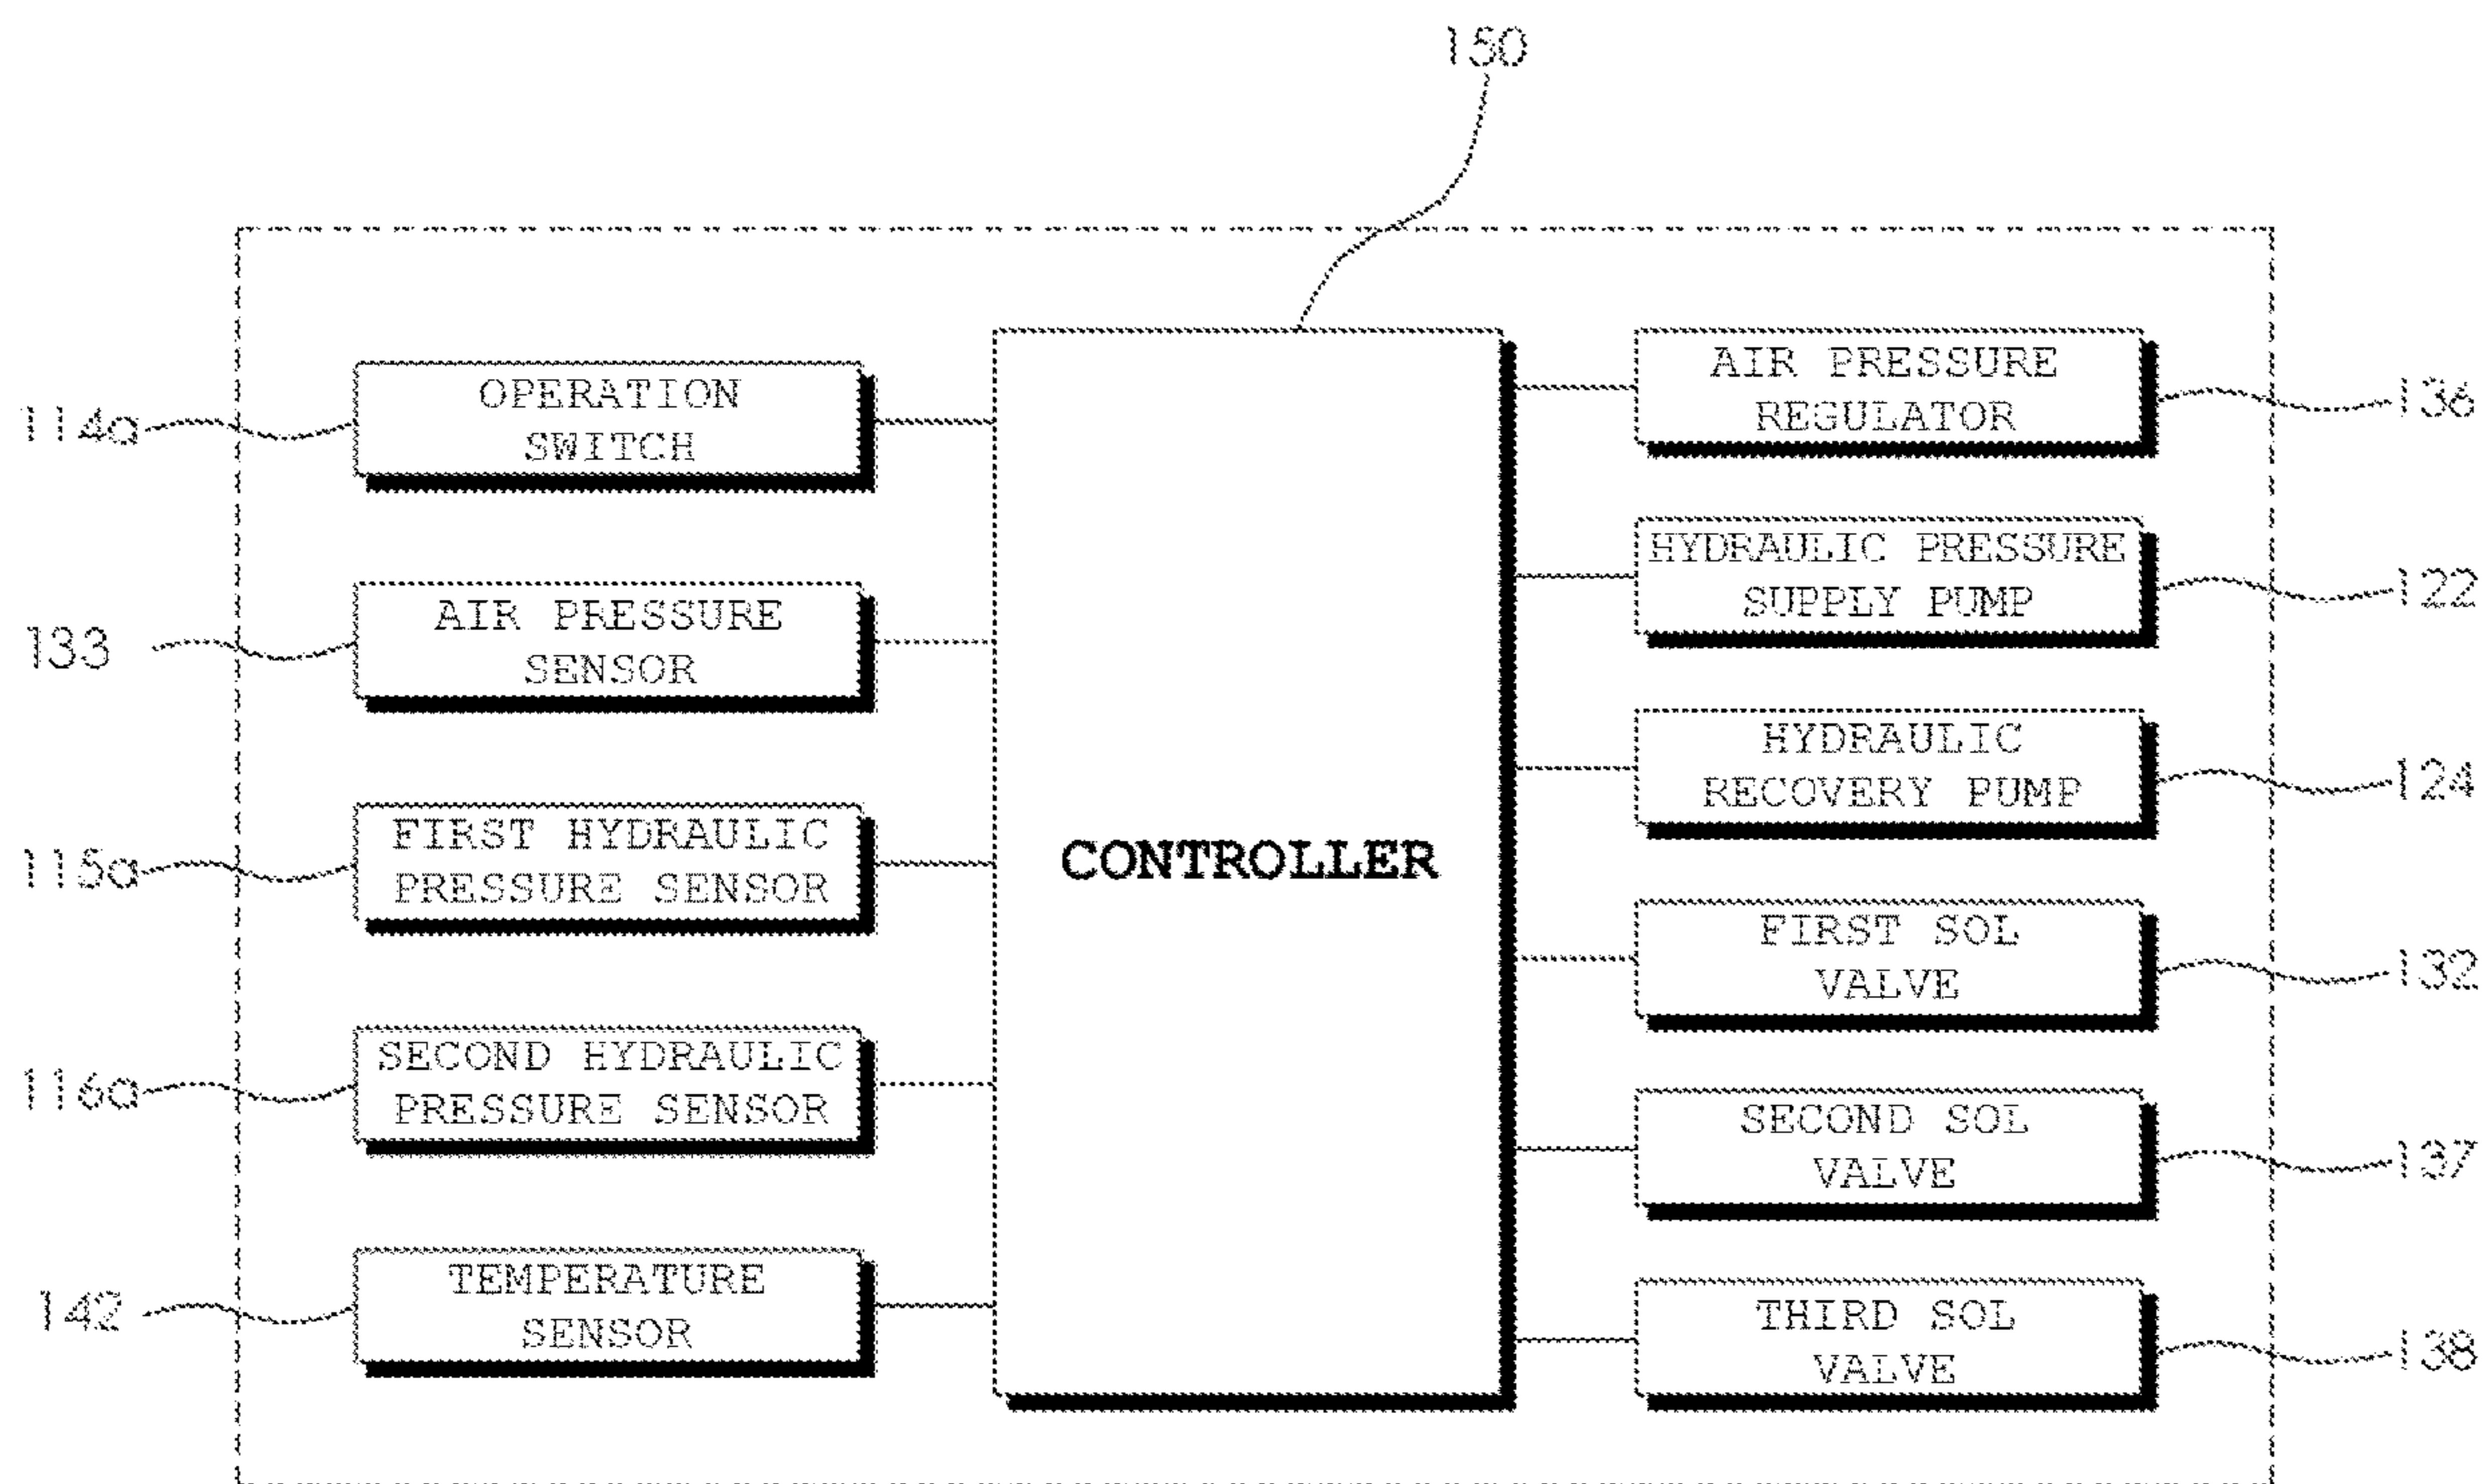 150
114a
OPERATION
SWITCH
133
AIR PRESSURE
SENSOR
115a
FIRST HYDRAULIC
PRESSURE SENSOR
116a
SECOND HYDRAULIC
PRESSURE SENSOR
142
TEMPERATURE
SENSOR
CONTROLLER
AIR PRESSURE
REGULATOR
136
HYDRAULIC PRESSURE
SUPPLY PUMP
122
HYDRAULIC
RECOVERY PUMP
124
FIRST SOL
VALVE
132
SECOND SOL
VALVE
137
THIRD SOL
VALVE
138